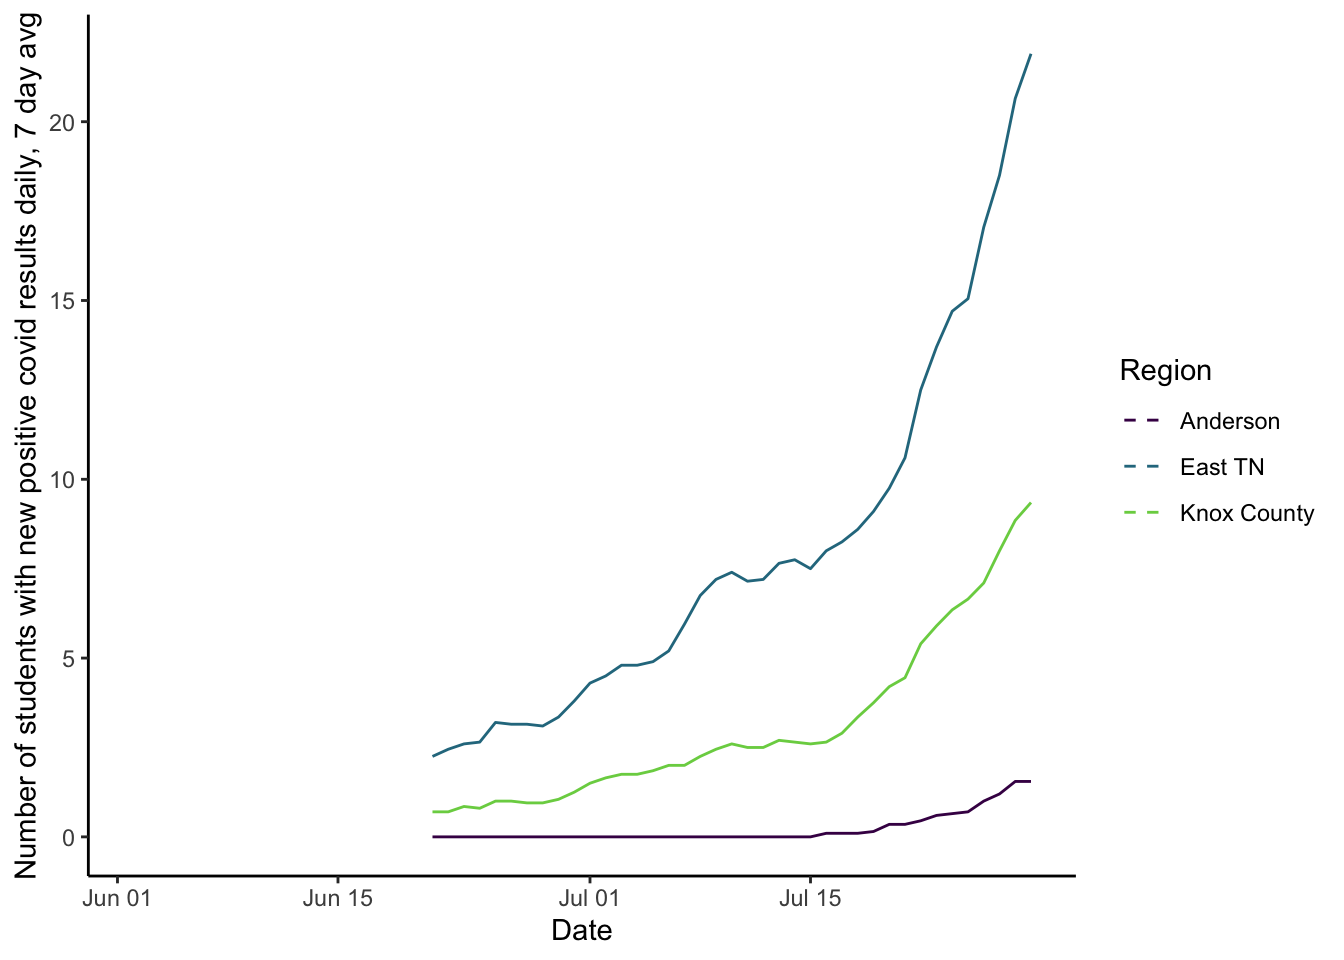 Number of students with new positive covid results daily, 7 day avg
20
15
10
5
0
Jun 01
Jun 15
Jul 01
Jul 15
Date
Region
Anderson
East TN
Knox County